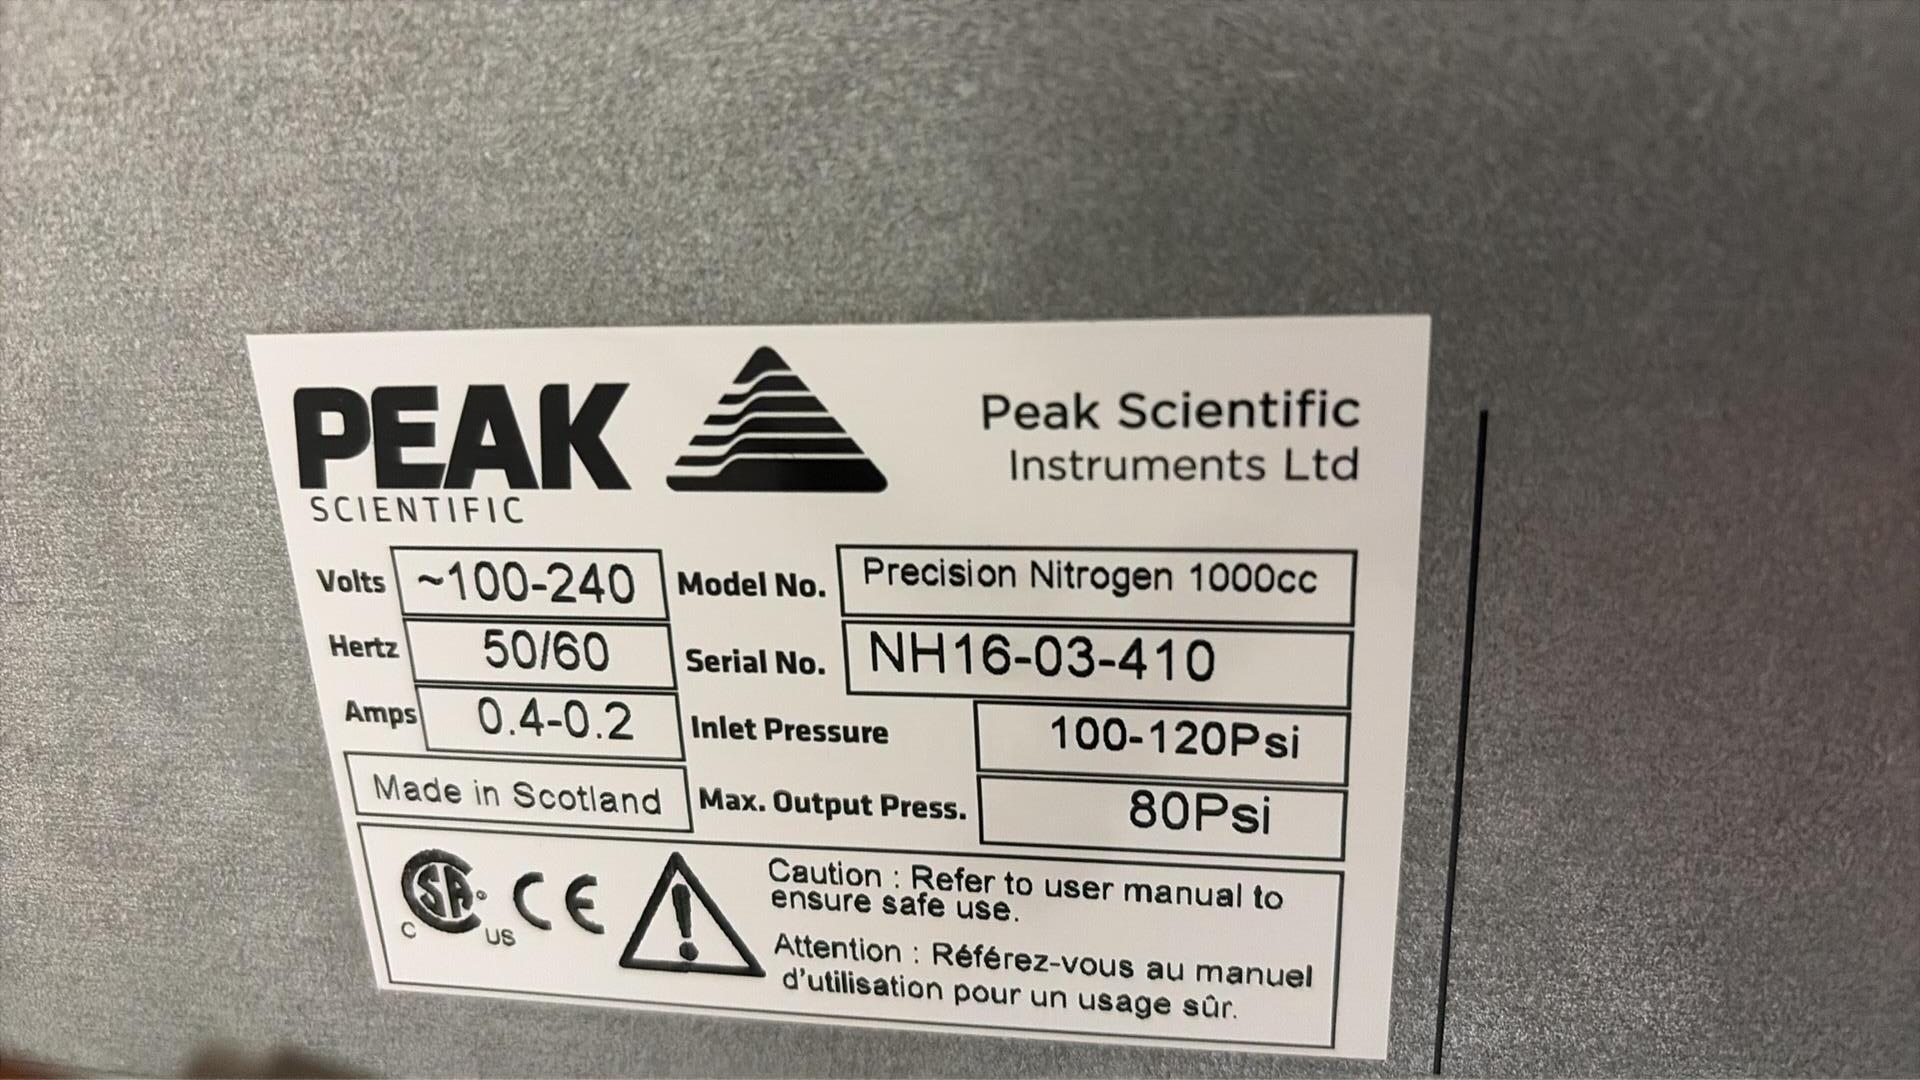 PEAK
SCIENTIFIC
Peak Scientific
Instruments Ltd
Volts ~100-240 Model No. Precision Nitrogen 1000cc
Hertz 50/60 Serial No. NH16-03-410
Amps 0.4-0.2 Inlet Pressure 100-120Psi
Made in Scotland Max. Output Press. 80Psi
C SA US CE
Caution : Refer to user manual to
ensure safe use.
Attention : Référez-vous au manuel
d'utilisation pour un usage sûr.